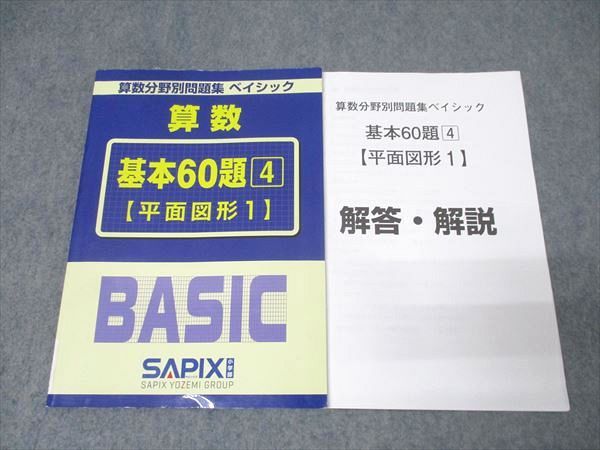 算数分野別問題集 ベイシック
算数
基本60題 4
【平面図形1】
BASIC
SAPIX 小学部
SAPIX YOZEMI GROUP
算数分野別問題集ベイシック
基本60題 4
【平面図形1】
解答・解説